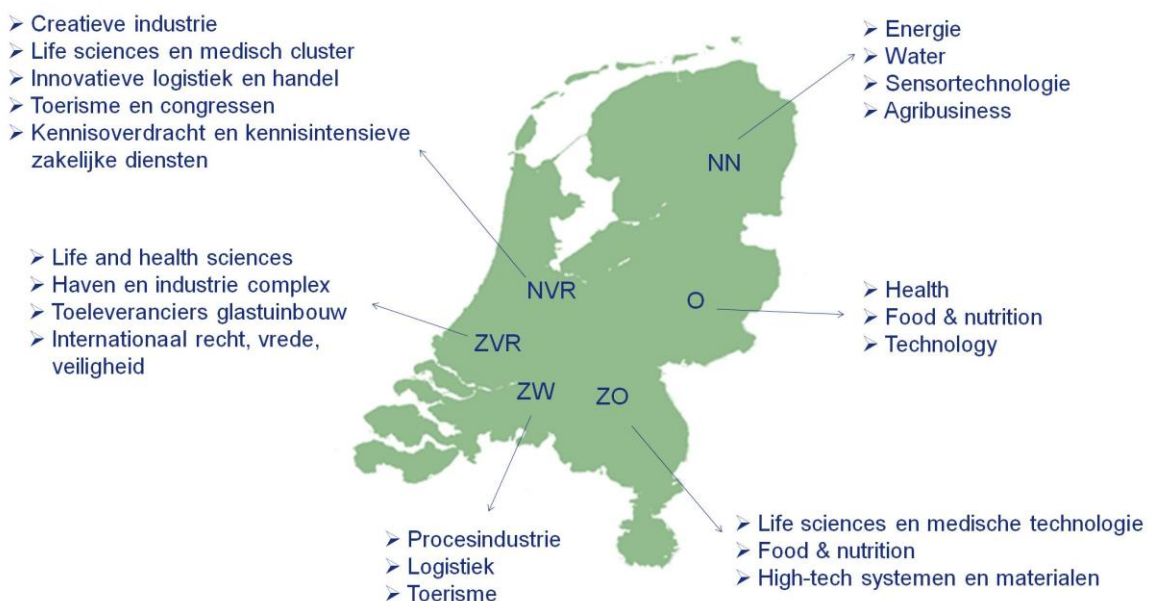 ➢ Creatieve industrie
➢ Life sciences en medisch cluster
➢ Innovatieve logistiek en handel
➢ Toerisme en congressen
➢ Kennisoverdracht en kennisintensieve
zakelijke diensten
➢ Energie
➢ Water
➢ Sensortechnologie
➢ Agribusiness
NN
➢ Life and health sciences
➢ Haven en industrie complex
➢ Toeleveranciers glastuinbouw
➢ Internationaal recht, vrede,
veiligheid
NVR
O
ZVR
➢ Health
➢ Food & nutrition
➢ Technology
ZW
ZO
➢ Procesindustrie
➢ Logistiek
➢ Toerisme
➢ Life sciences en medische technologie
➢ Food & nutrition
➢ High-tech systemen en materialen